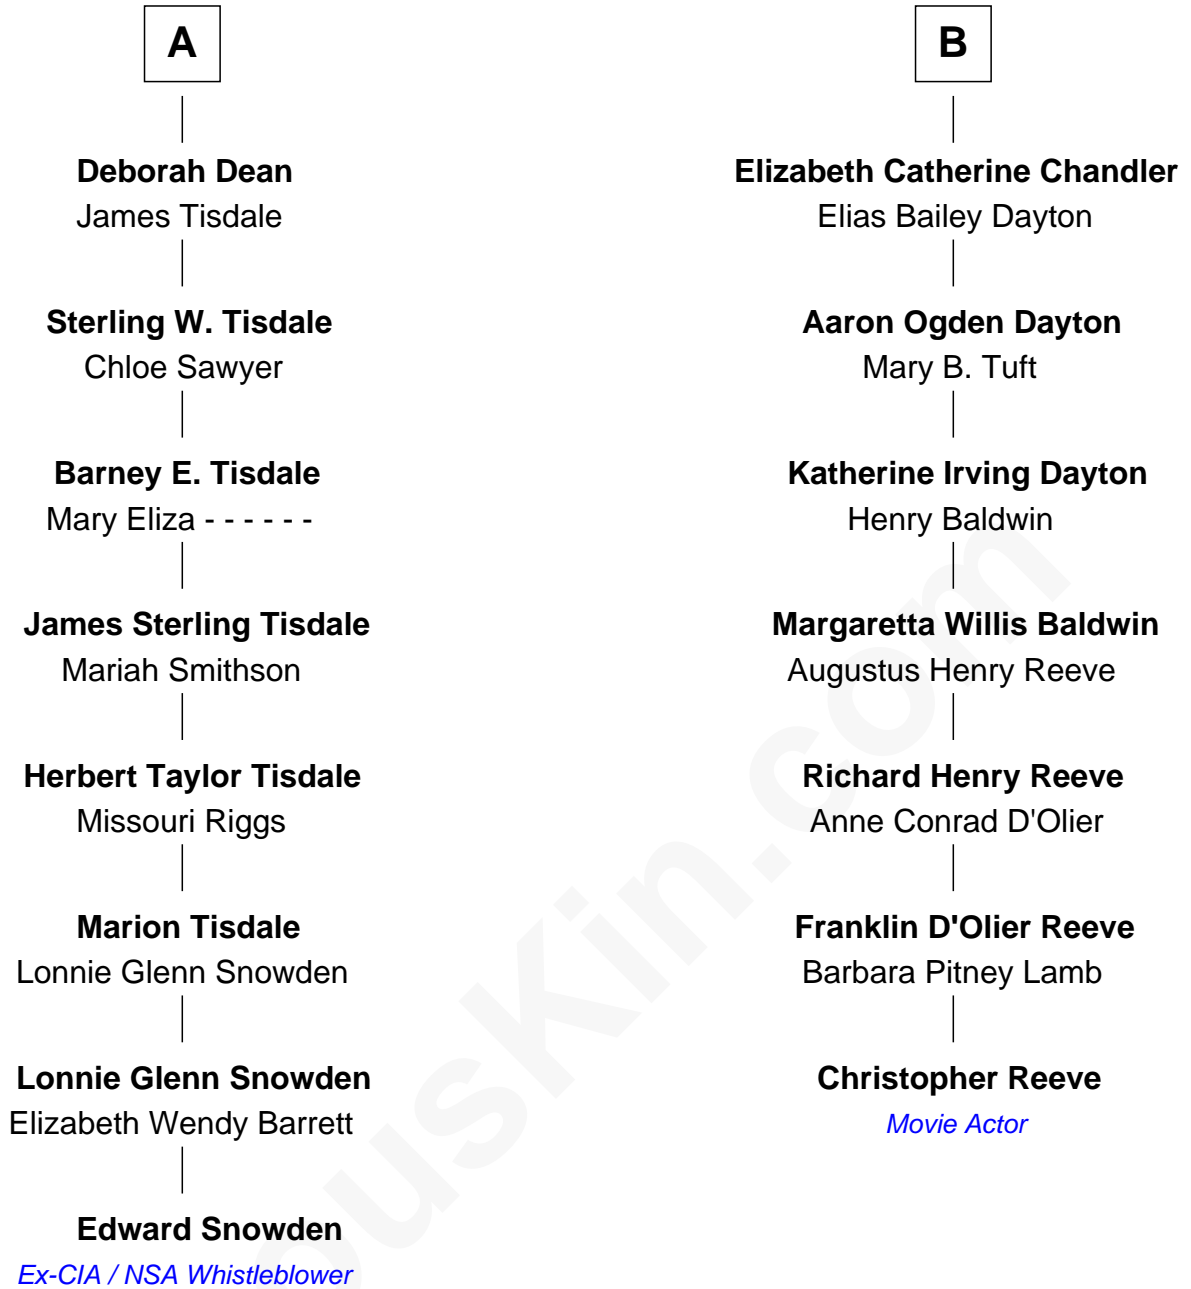 A
Deborah Dean
James Tisdale
Sterling W. Tisdale
Chloe Sawyer
Barney E. Tisdale
Mary Eliza - - - - - -
James Sterling Tisdale
Mariah Smithson
Herbert Taylor Tisdale
Missouri Riggs
Marion Tisdale
Lonnie Glenn Snowden
Lonnie Glenn Snowden
Elizabeth Wendy Barrett
Edward Snowden
Ex-CIA / NSA Whistleblower
B
Elizabeth Catherine Chandler
Elias Bailey Dayton
Aaron Ogden Dayton
Mary B. Tuft
Katherine Irving Dayton
Henry Baldwin
Margaretta Willis Baldwin
Augustus Henry Reeve
Richard Henry Reeve
Anne Conrad D'Olier
Franklin D'Olier Reeve
Barbara Pitney Lamb
Christopher Reeve
Movie Actor
ousKin.com